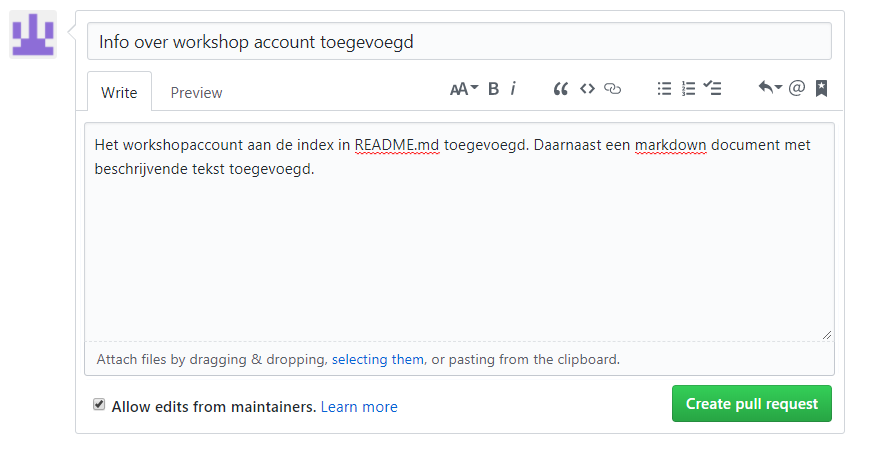 Info over workshop account toegevoegd
Write Preview AA B i @
Het workshopaccount aan de index in README.md toegevoegd. Daarnaast een markdown document met
beschrijvende tekst toegevoegd.
Attach files by dragging & dropping, selecting them, or pasting from the clipboard.
Allow edits from maintainers. Learn more Create pull request